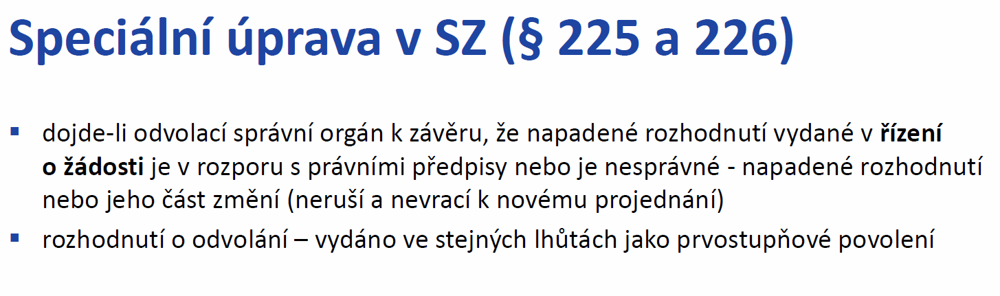 Speciální úprava v SZ (§ 225 a 226)
▪ dojde-li odvolací správní orgán k závěru, že napadené rozhodnutí vydané v řízení
o žádosti je v rozporu s právními předpisy nebo je nesprávné - napadené rozhodnutí
nebo jeho část změní (neruší a nevrací k novému projednání)
▪ rozhodnutí o odvolání – vydáno ve stejných lhůtách jako prvostupňové povolení